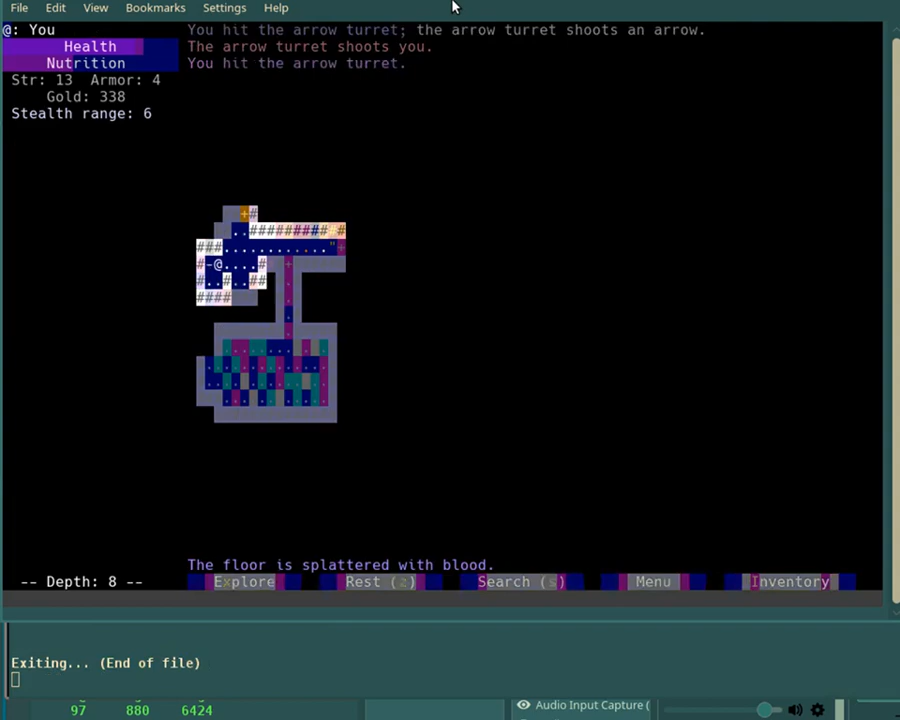 File Edit View Bookmarks Settings Help
@: You
You hit the arrow turret; the arrow turret shoots an arrow.
Health
The arrow turret shoots you.
Nutrition
You hit the arrow turret.
Str: 13 Armor: 4
Gold: 338
Stealth range: 6
The floor is splattered with blood.
-- Depth: 8 --
Explore
Rest (z)
Search (s)
Menu
Inventory
Exiting... (End of file)
97 880 6424
Audio Input Capture (